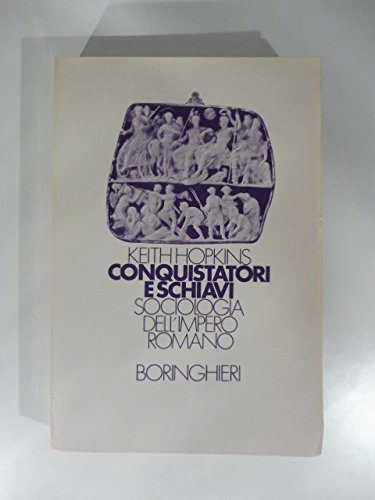 KEITH HOPKINS
CONQUISTATORI
E SCHIAVI
SOCIOLOGIA
DELL'IMPERO
ROMANO
BORINGHIERI